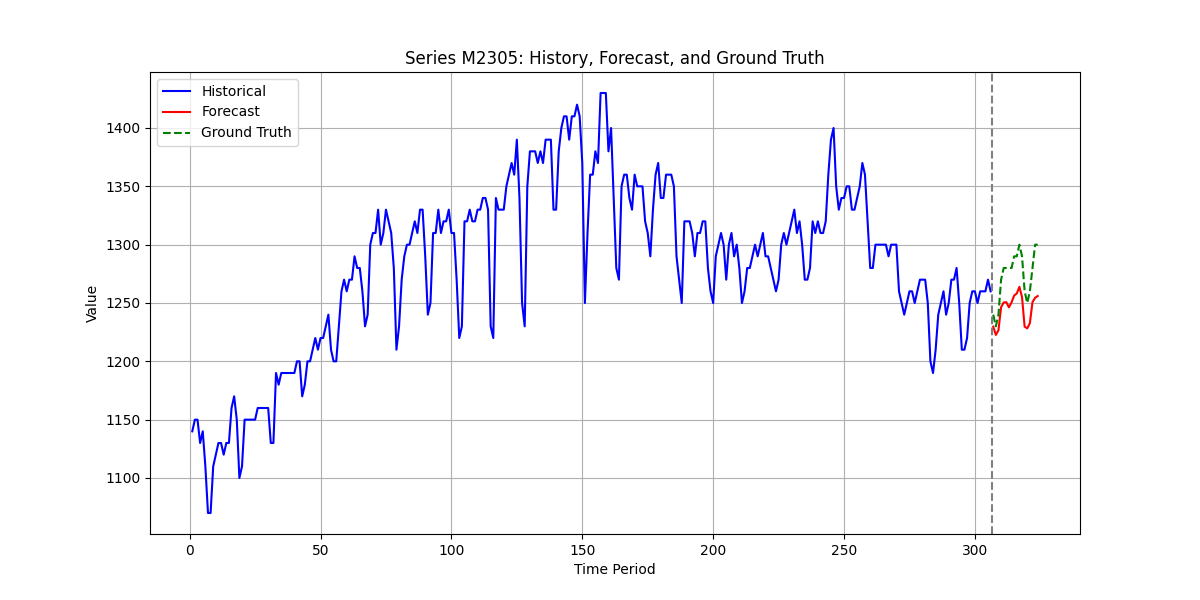 Series M2305: History, Forecast, and Ground Truth
Historical
Forecast
Ground Truth
Value
1400
1350
1300
1250
1200
1150
1100
0 50 100 150 200 250 300
Time Period